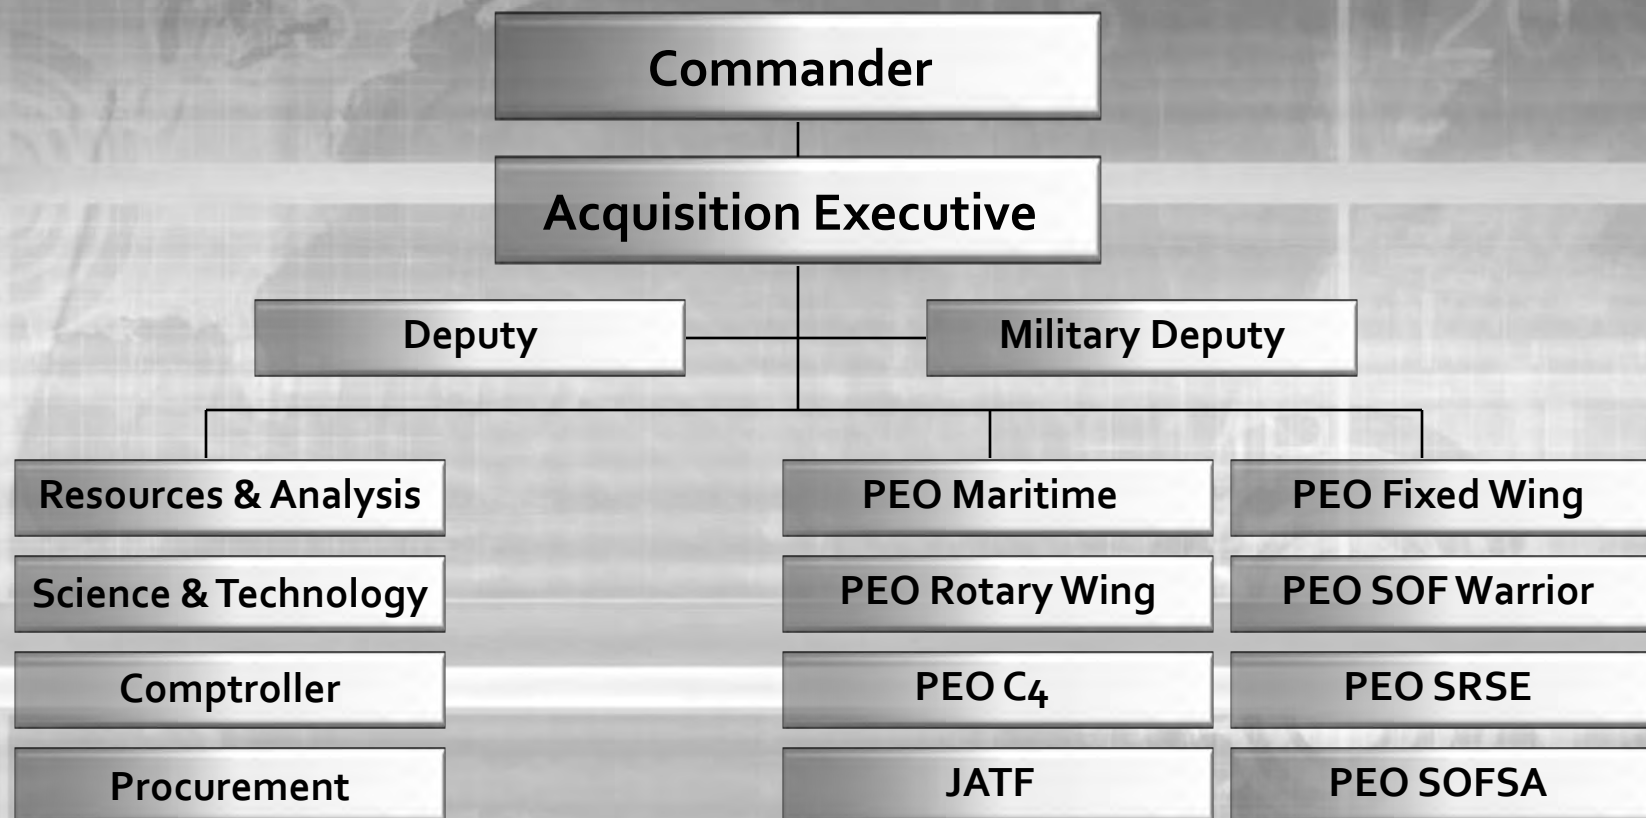 Commander
Acquisition Executive
Deputy
Military Deputy
Resources & Analysis
PEO Maritime
PEO Fixed Wing
Science & Technology
PEO Rotary Wing
PEO SOF Warrior
Comptroller
PEO C4
PEO SRSE
Procurement
JATF
PEO SOFSA